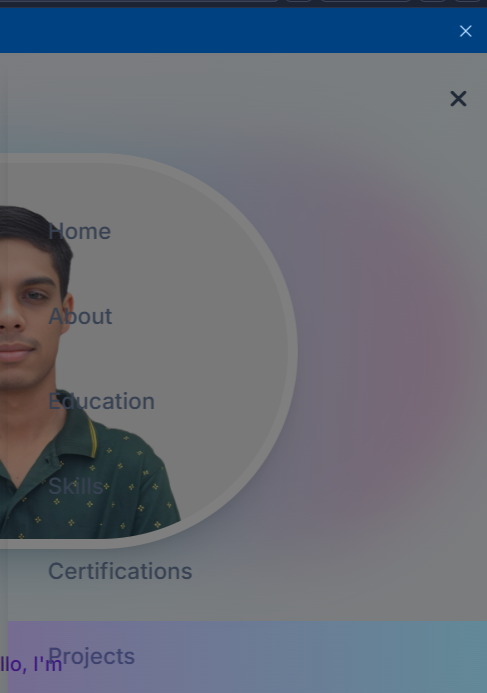 Home
About
Education
Skills
Certifications
Projects
llo, I'm